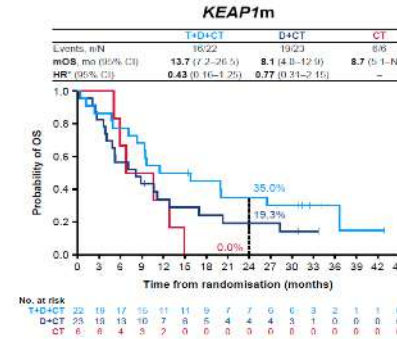 KEAP1m
T+D+CT D+CT CT
Events, n/N 16/22 19/23 6/6
mOS, mo (95% CI) 13.7 (7.2–26.5) 8.1 (4.0–12.9) 8.7 (5.1–N
HR* (95% CI) 0.43 (0.16–1.25) 0.77 (0.31–2.15) –
Probability of OS
1.0
0.8
0.6
0.4
0.2
0.0
35.0%
19.3%
0.0%
0 3 6 9 12 15 18 21 24 27 30 33 36 39 42
Time from randomisation (months)
No. at risk
T+D+CT 22 19 17 15 11 11 9 7 7 6 6 3 2 1 1
D+CT 23 19 13 10 7 6 5 4 4 4 3 1 0 0 0
CT 6 6 4 3 2 0 0 0 0 0 0 0 0 0 0